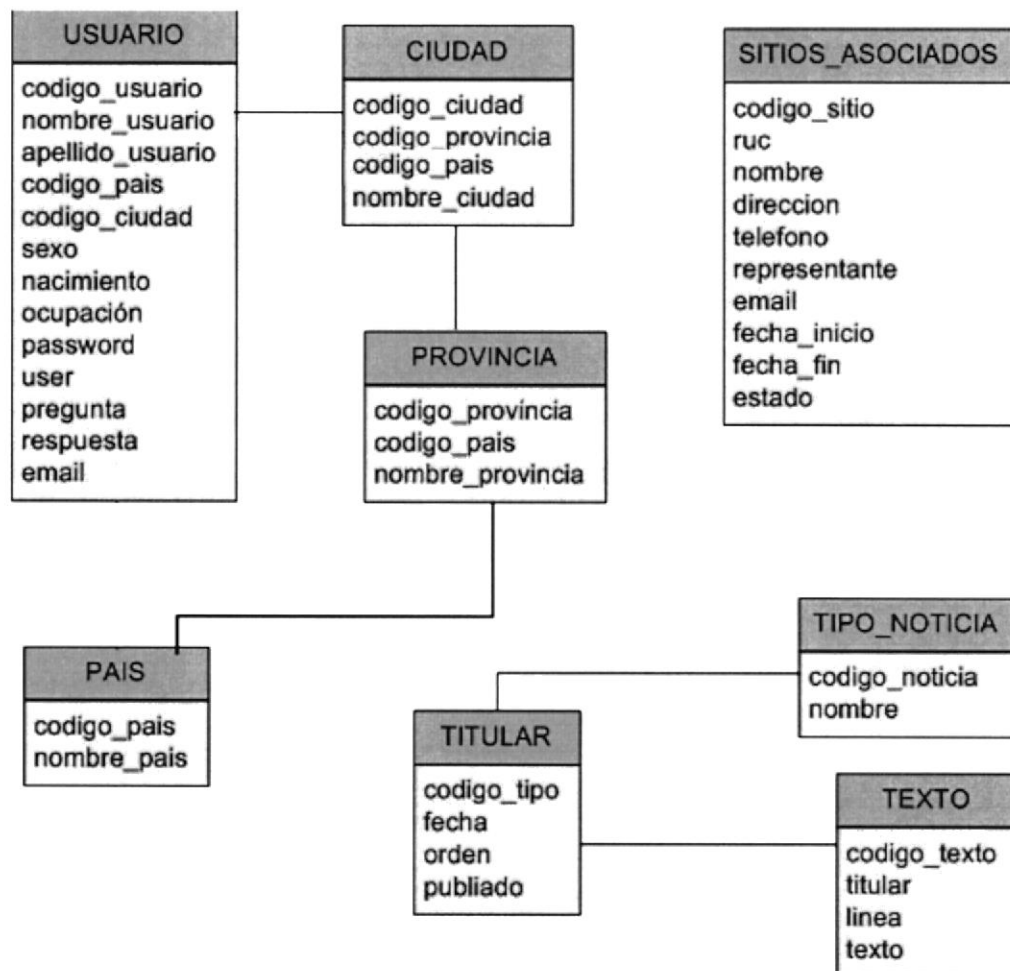 USUARIO
codigo_usuario
nombre_usuario
apellido_usuario
codigo_pais
codigo_ciudad
sexo
nacimiento
ocupación
password
user
pregunta
respuesta
email
CIUDAD
codigo_ciudad
codigo_provincia
codigo_pais
nombre_ciudad
SITIOS_ASOCIADOS
codigo_sitio
ruc
nombre
direccion
telefono
representante
email
fecha_inicio
fecha_fin
estado
PROVINCIA
codigo_provincia
codigo_pais
nombre_provincia
PAIS
codigo_pais
nombre_pais
TITULAR
codigo_tipo
fecha
orden
publiado
TIPO_NOTICIA
codigo_noticia
nombre
TEXTO
codigo_texto
titular
linea
texto